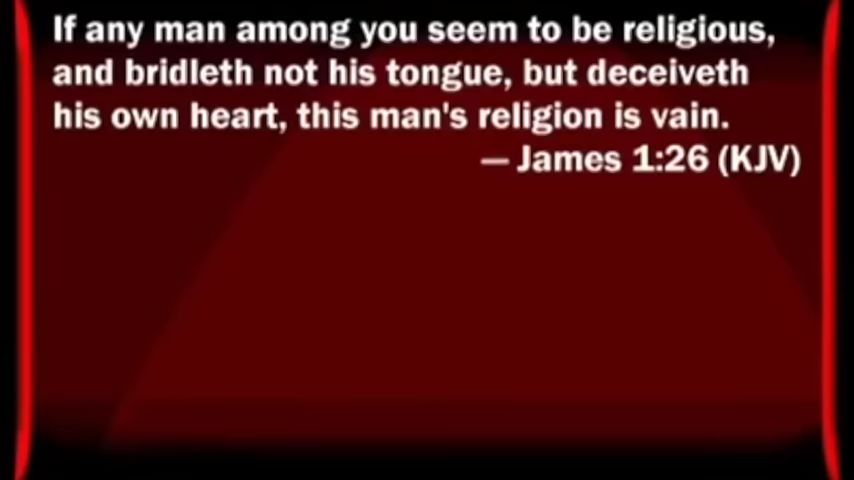 If any man among you seem to be religious,
and bridleth not his tongue, but deceiveth
his own heart, this man's religion is vain.
— James 1:26 (KJV)